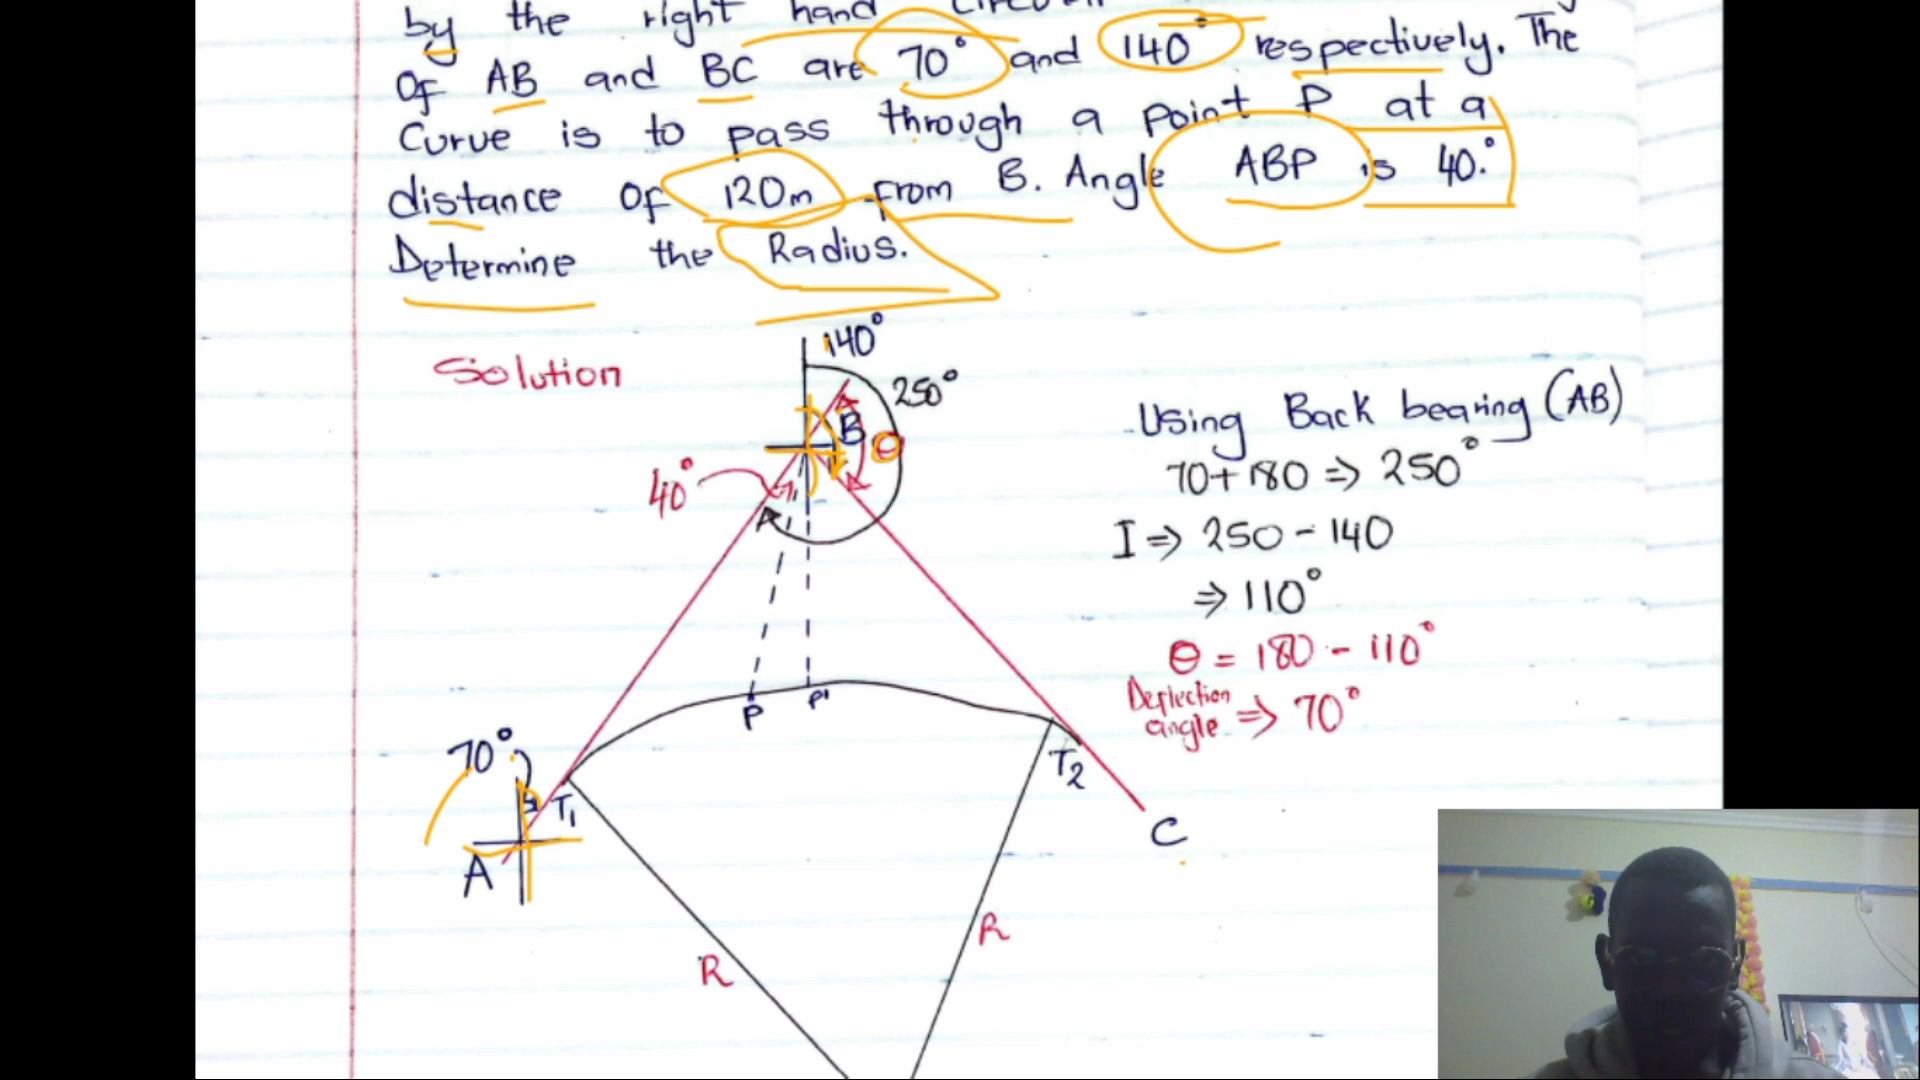 by the right hand
Of AB and BC are 70° and 140° respectively. The
Curve is to pass through a point P at a
distance of 120m from B. Angle ABP is 40.°
Determine the Radius.
Solution
140°
250°
B
θ
40°
P
P'
70°
T1
A
T2
C
R
R
Using Back bearing (AB)
70+180 ⇒ 250°
I ⇒ 250 - 140
⇒ 110°
θ = 180 - 110°
Deflection
angle ⇒ 70°